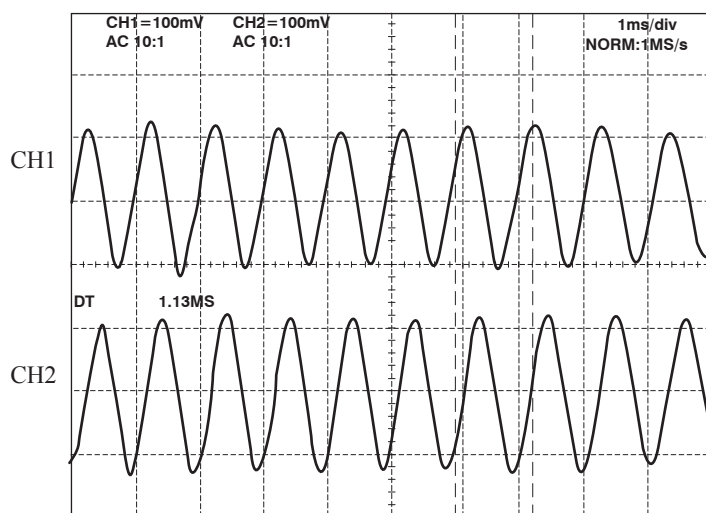 CH1=100mV CH2=100mV 1ms/div
AC 10:1 AC 10:1 NORM:1MS/s
CH1
DT 1.13MS
CH2